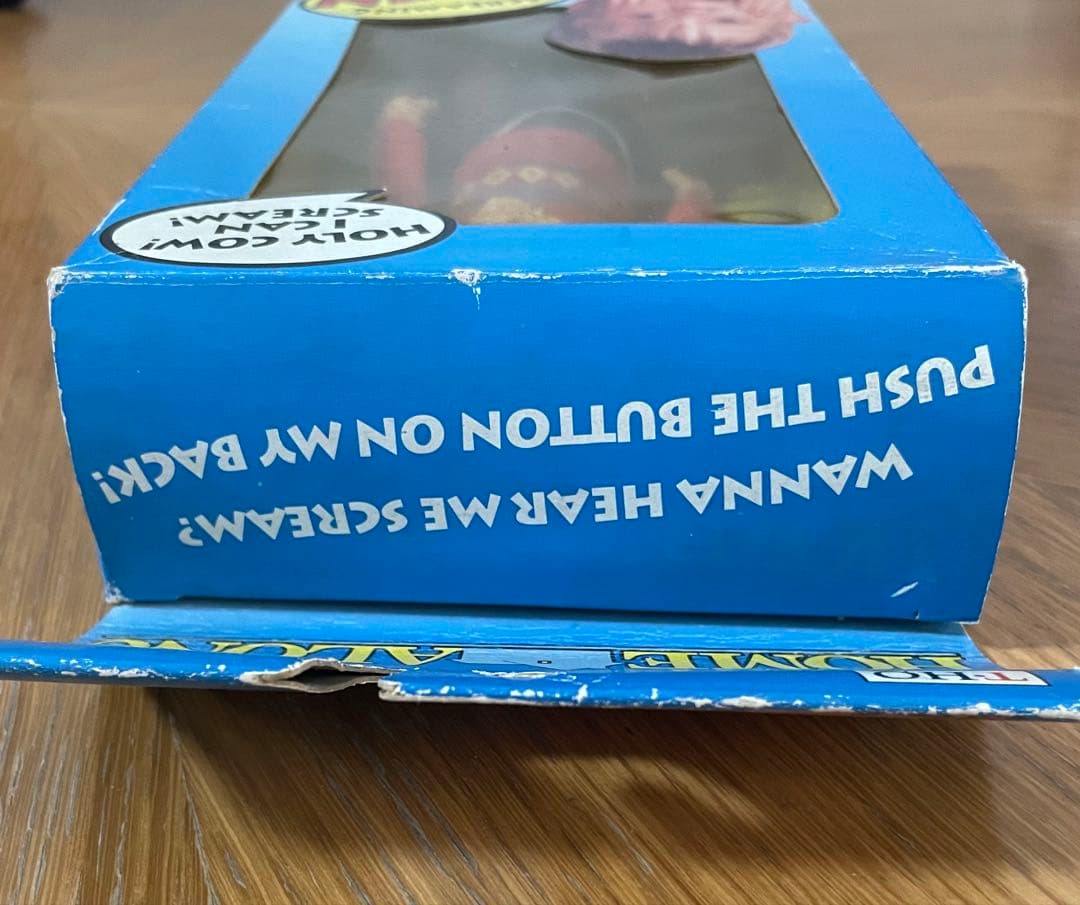 WANNA HEAR ME SCREAM?
PUSH THE BUTTON ON MY BACK!
HOLY COW!
I CAN
SCREAM!
HOME ALONE